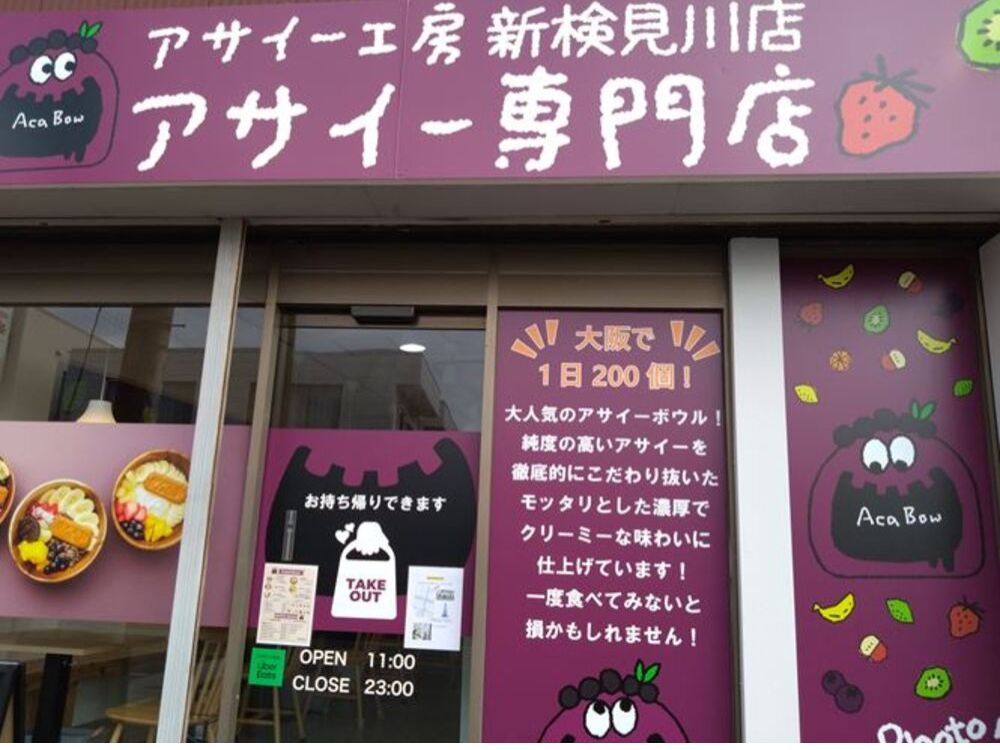 アサイー工房 新検見川店
アサイー専門店
Aca Bow
大阪で
1日200個!
大人気のアサイーボウル!
純度の高いアサイーを
徹底的にこだわり抜いた
モッタリとした濃厚で
クリーミーな味わいに
仕上げています!
一度食べてみないと
損かもしれません!
お持ち帰りできます
TAKE
OUT
Uber
Eats
OPEN 11:00
CLOSE 23:00
Aca Bow